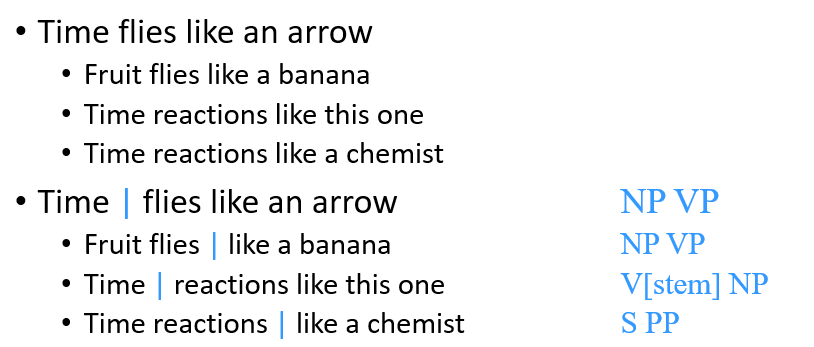 • Time flies like an arrow
• Fruit flies like a banana
• Time reactions like this one
• Time reactions like a chemist
• Time | flies like an arrow NP VP
• Fruit flies | like a banana NP VP
• Time | reactions like this one V[stem] NP
• Time reactions | like a chemist S PP